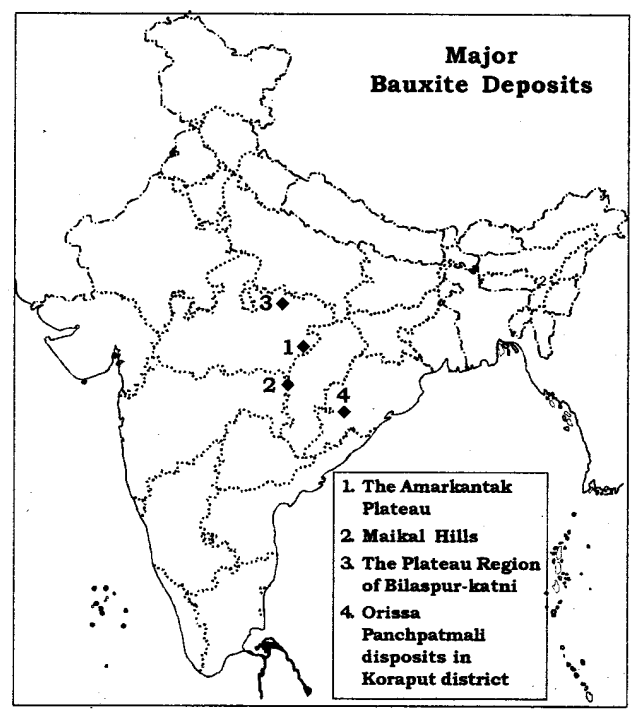 Major
Bauxite Deposits
3
1
2
4
1. The Amarkantak
Plateau
2. Maikal Hills
3. The Plateau Region
of Bilaspur-katni
4. Orissa
Panchpatmali
disposits in
Koraput district